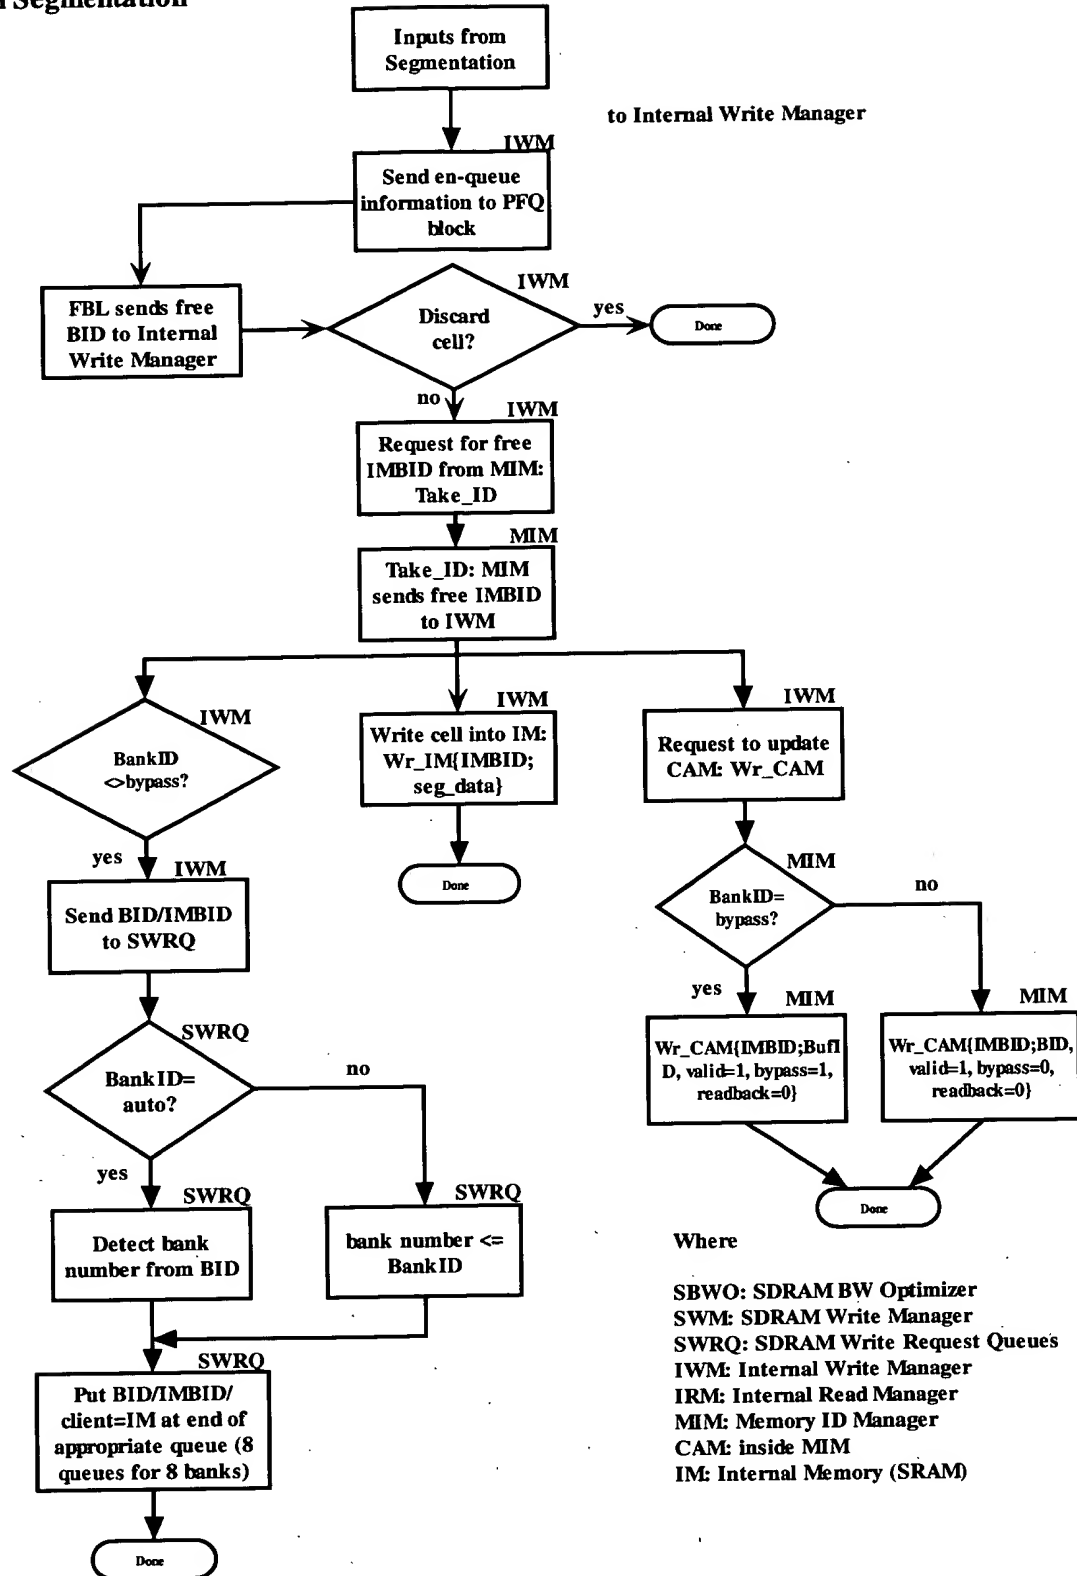 Segmentation
Inputs from
Segmentation
to Internal Write Manager
IWM
Send en-queue
information to PFQ
block
FBL sends free
BID to Internal
Write Manager
IWM
Discard
cell?
yes
Done
no
IWM
Request for free
IMBID from MIM:
Take_ID
MIM
Take_ID: MIM
sends free IMBID
to IWM
IWM
BankID
<>bypass?
IWM
Write cell into IM:
Wr_IM{IMBID;
seg_data}
Done
IWM
Request to update
CAM: Wr_CAM
MIM
BankID=
bypass?
no
yes
yes
IWM
Send BID/IMBID
to SWRQ
MIM
Wr_CAM{IMBID;BufI
D, valid=1, bypass=1,
readback=0}
MIM
Wr_CAM{IMBID;BID,
valid=1, bypass=0,
readback=0}
Done
SWRQ
BankID=
auto?
no
yes
SWRQ
Detect bank
number from BID
SWRQ
bank number <=
BankID
SWRQ
Put BID/IMBID/
client=IM at end of
appropriate queue (8
queues for 8 banks)
Done
Where
SBWO: SDRAM BW Optimizer
SWM: SDRAM Write Manager
SWRQ: SDRAM Write Request Queues
IWM: Internal Write Manager
IRM: Internal Read Manager
MIM: Memory ID Manager
CAM: inside MIM
IM: Internal Memory (SRAM)